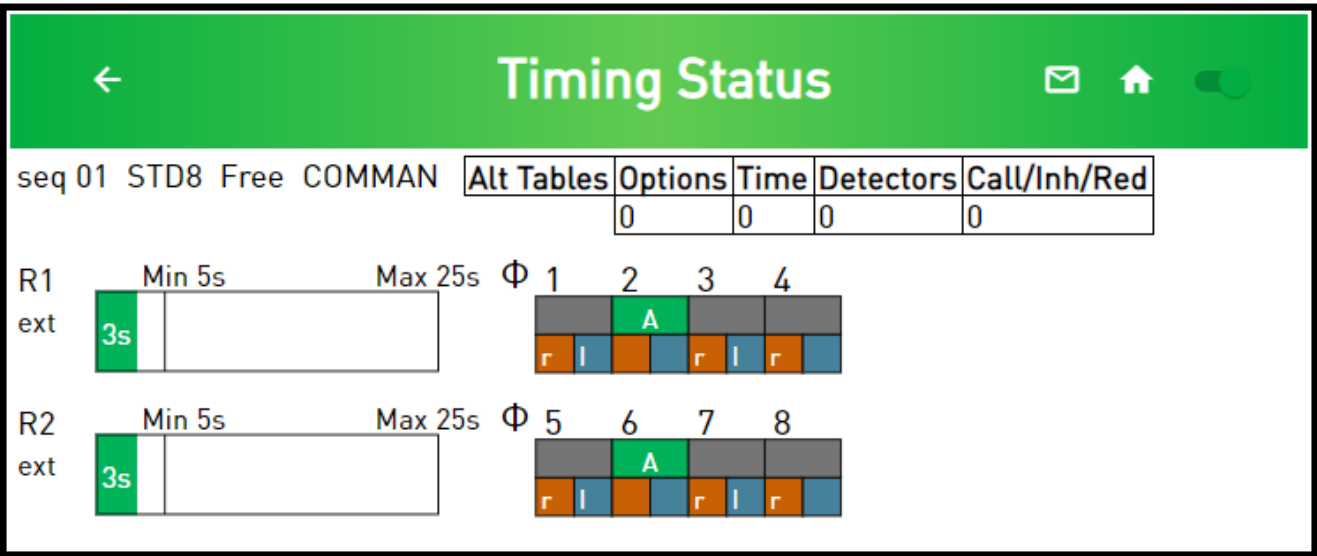 Timing Status
seq 01 STD8 Free COMMAN
Alt Tables Options Time Detectors Call/Inh/Red
0 0 0 0
R1 Min 5s Max 25s Φ 1 2 3 4
ext 3s A
r l r l r
R2 Min 5s Max 25s Φ 5 6 7 8
ext 3s A
r l r l r